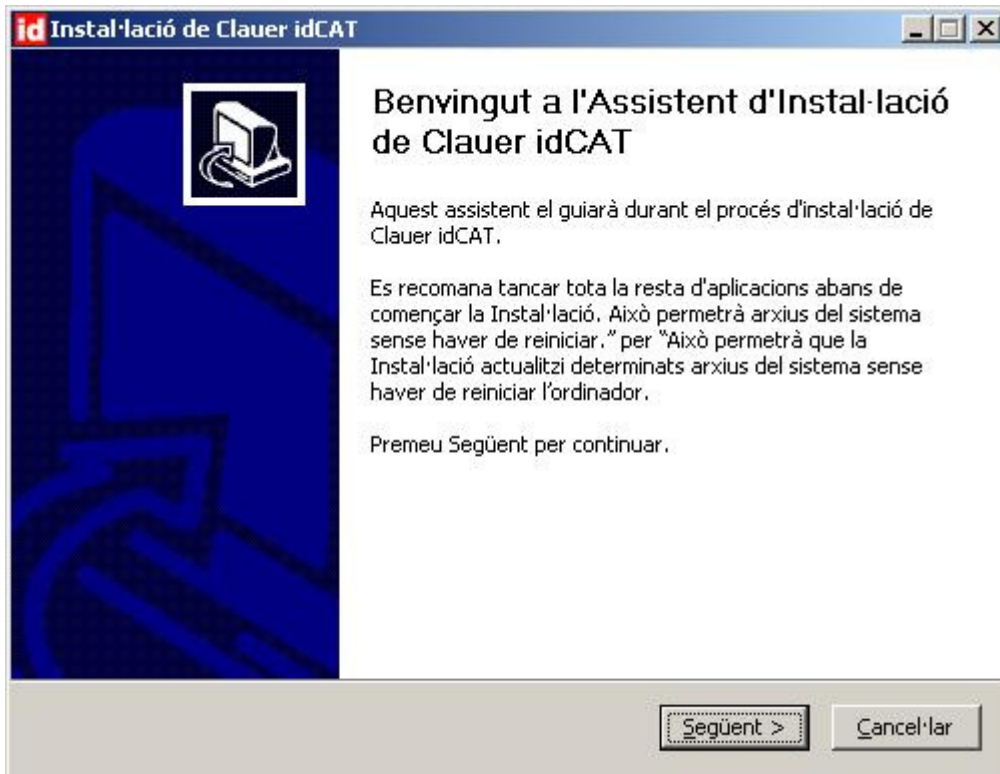 id Instal·lació de Clauer idCAT
Benvingut a l'Assistent d'Instal·lació
de Clauer idCAT
Aquest assistent el guiarà durant el procés d'instal·lació de
Clauer idCAT.
Es recomana tancar tota la resta d'aplicacions abans de
començar la Instal·lació. Això permetrà arxius del sistema
sense haver de reiniciar.” per “Això permetrà que la
Instal·lació actualitzi determinats arxius del sistema sense
haver de reiniciar l’ordinador.
Premeu Següent per continuar.
Següent >
Cancel·lar